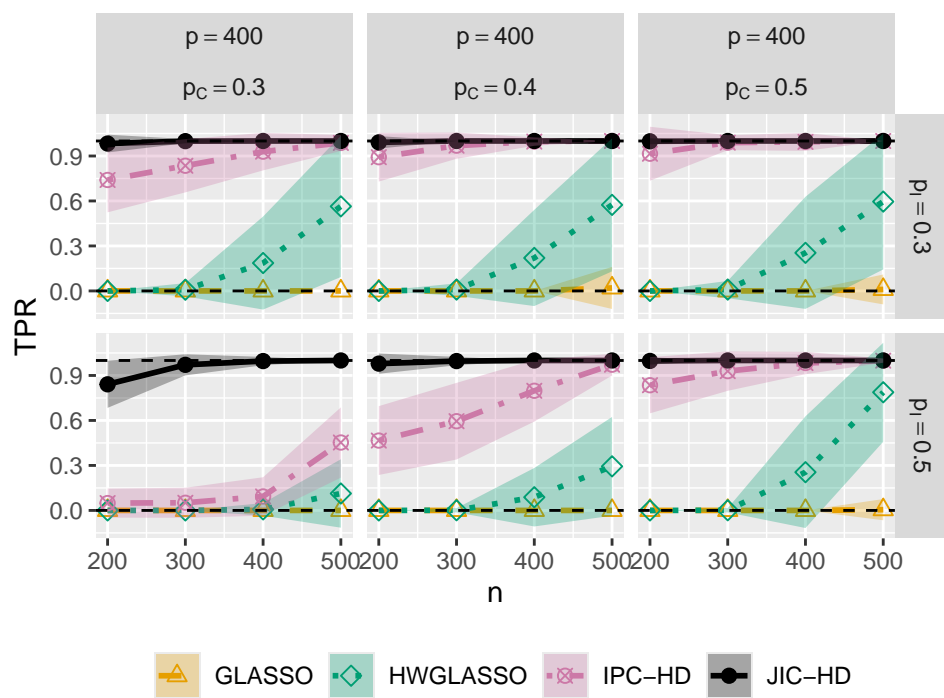 p = 400 p = 400 p = 400
p_C = 0.3 p_C = 0.4 p_C = 0.5
0.9
0.6
0.3
0.0
p_I = 0.3
TPR
0.9
0.6
0.3
0.0
p_I = 0.5
200 300 400 500 200 300 400 500 200 300 400 500
n
GLASSO HWGLASSO IPC−HD JIC−HD